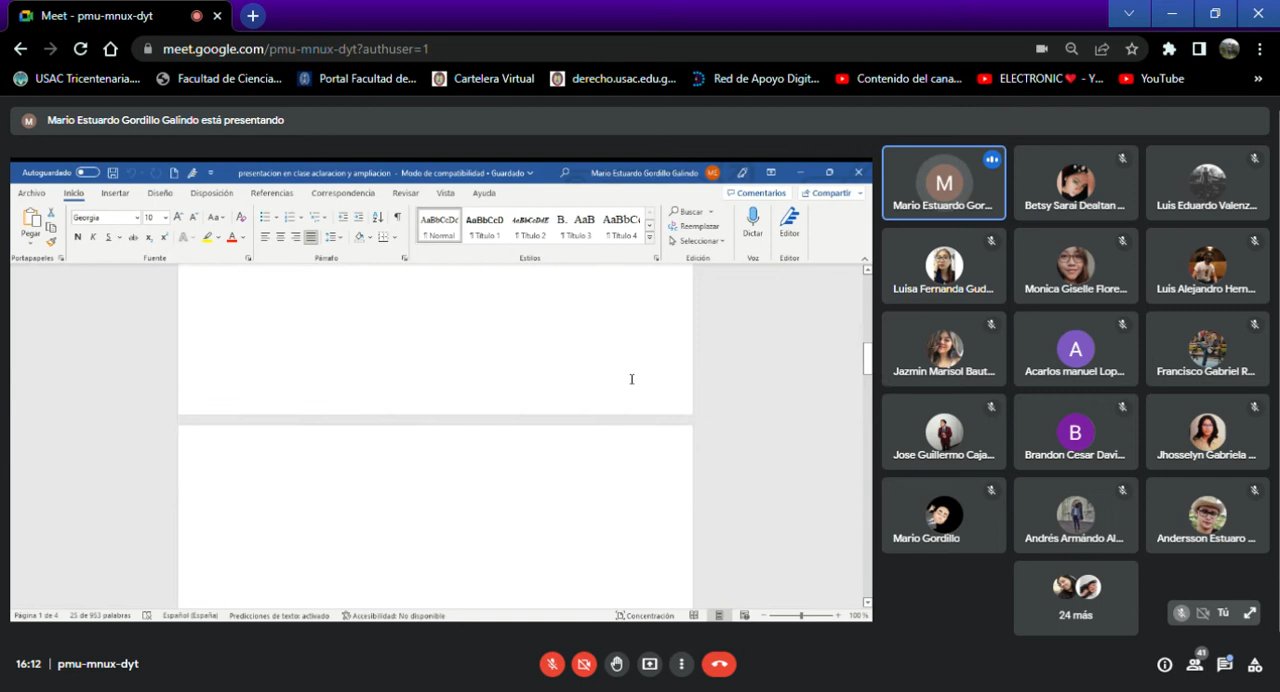 Meet - pmu-mnux-dyt
meet.google.com/pmu-mnux-dyt?authuser=1
USAC Tricentenaria....
Facultad de Ciencia...
Portal Facultad de...
Cartelera Virtual
derecho.usac.edu.g...
Red de Apoyo Digit...
Contenido del cana...
ELECTRONIC❤ - Y...
YouTube
»
M
Mario Estuardo Gordillo Galindo está presentando
Autoguardado
presentacion en clase aclaracion y ampliacion - Modo de compatibilidad • Guardado
Mario Estuardo Gordillo Galindo
Archivo Inicio Insertar Diseño Disposición Referencias Correspondencia Revisar Vista Ayuda
Comentarios
Compartir
Pegar
Georgia 10
Aa
N K S ab x₂ x² A A
AaBbCcDc AaBbCcD AaBbCcDdE B. AaB AaBbCc
¶ Normal ¶ Título 1 ¶ Título 2 ¶ Título 3 ¶ Título 4
Buscar
Reemplazar
Seleccionar
Dictar
Editor
Portapapeles Fuente Párrafo Estilos Edición Voz Editor
Página 1 de 4 25 de 953 palabras Español (España) Predicciones de texto: activado Accesibilidad: No disponible
Concentración
100 %
M
Mario Estuardo Gor...
Betsy Sarai Dealtan ...
Luis Eduardo Valenz...
Luisa Fernanda Gud...
Monica Giselle Flore...
Luis Alejandro Hern...
Jazmin Marisol Baut...
A
Acarlos manuel Lop...
Francisco Gabriel R...
Jose Guillermo Caja...
B
Brandon Cesar Davi...
Jhosselyn Gabriela ...
Mario Gordillo
Andrés Armándo Al...
Andersson Estuaro ...
24 más
Tú
16:12 | pmu-mnux-dyt
41